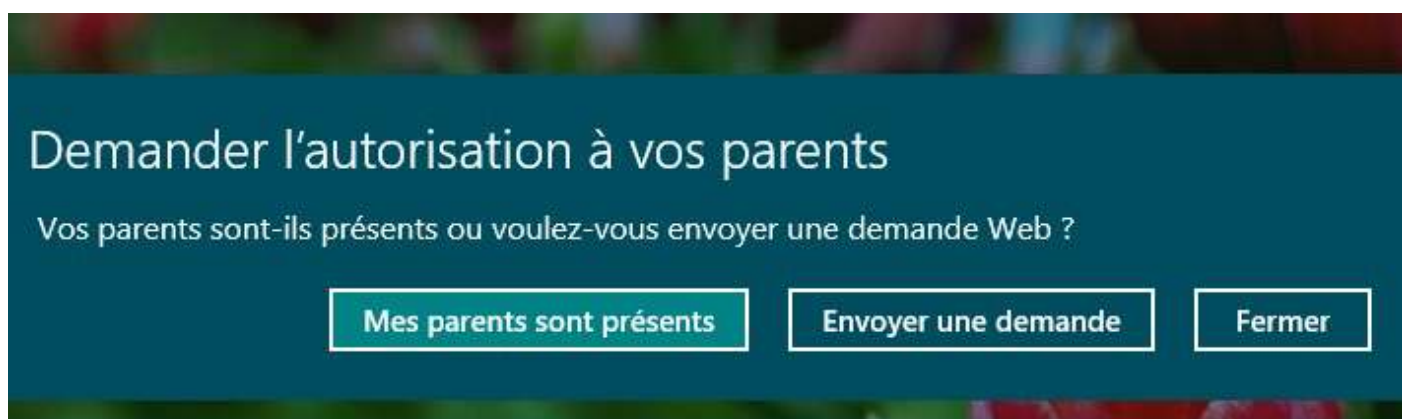 Demander l’autorisation à vos parents
Vos parents sont-ils présents ou voulez-vous envoyer une demande Web ?
Mes parents sont présents
Envoyer une demande
Fermer